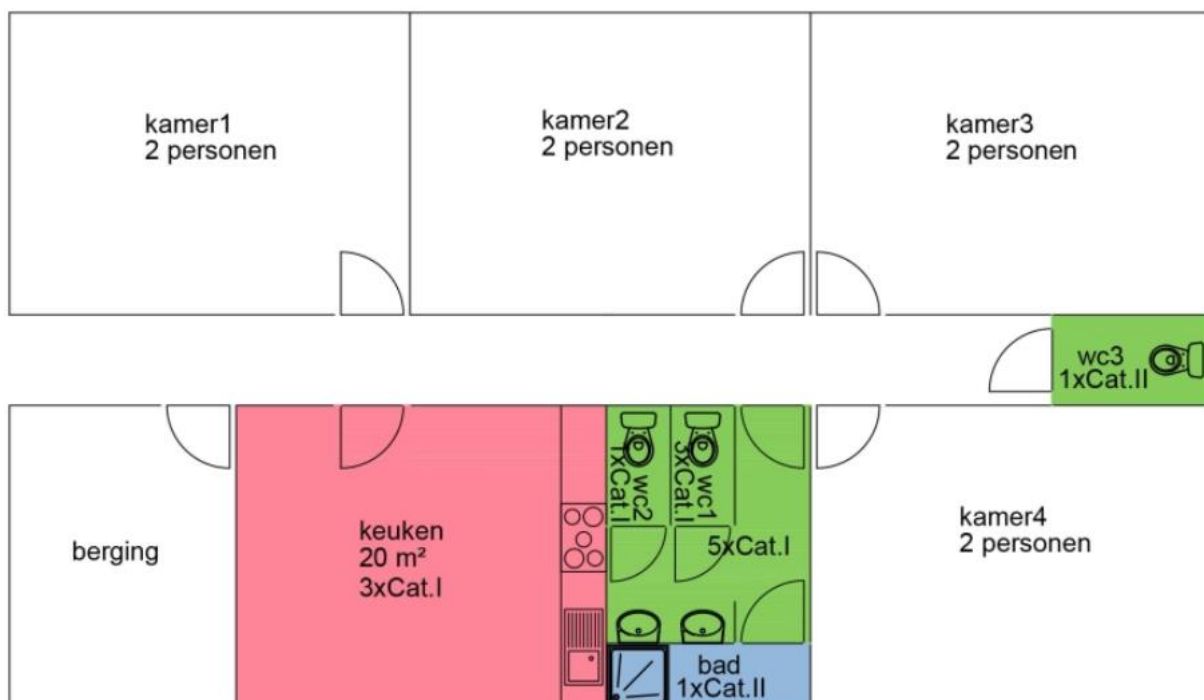 kamer1
2 personen
kamer2
2 personen
kamer3
2 personen
wc3
1xCat.II
berging
keuken
20 m²
3xCat.I
wc2
1xCat.I
wc1
3xCat.I
5xCat.I
kamer4
2 personen
bad
1xCat.II